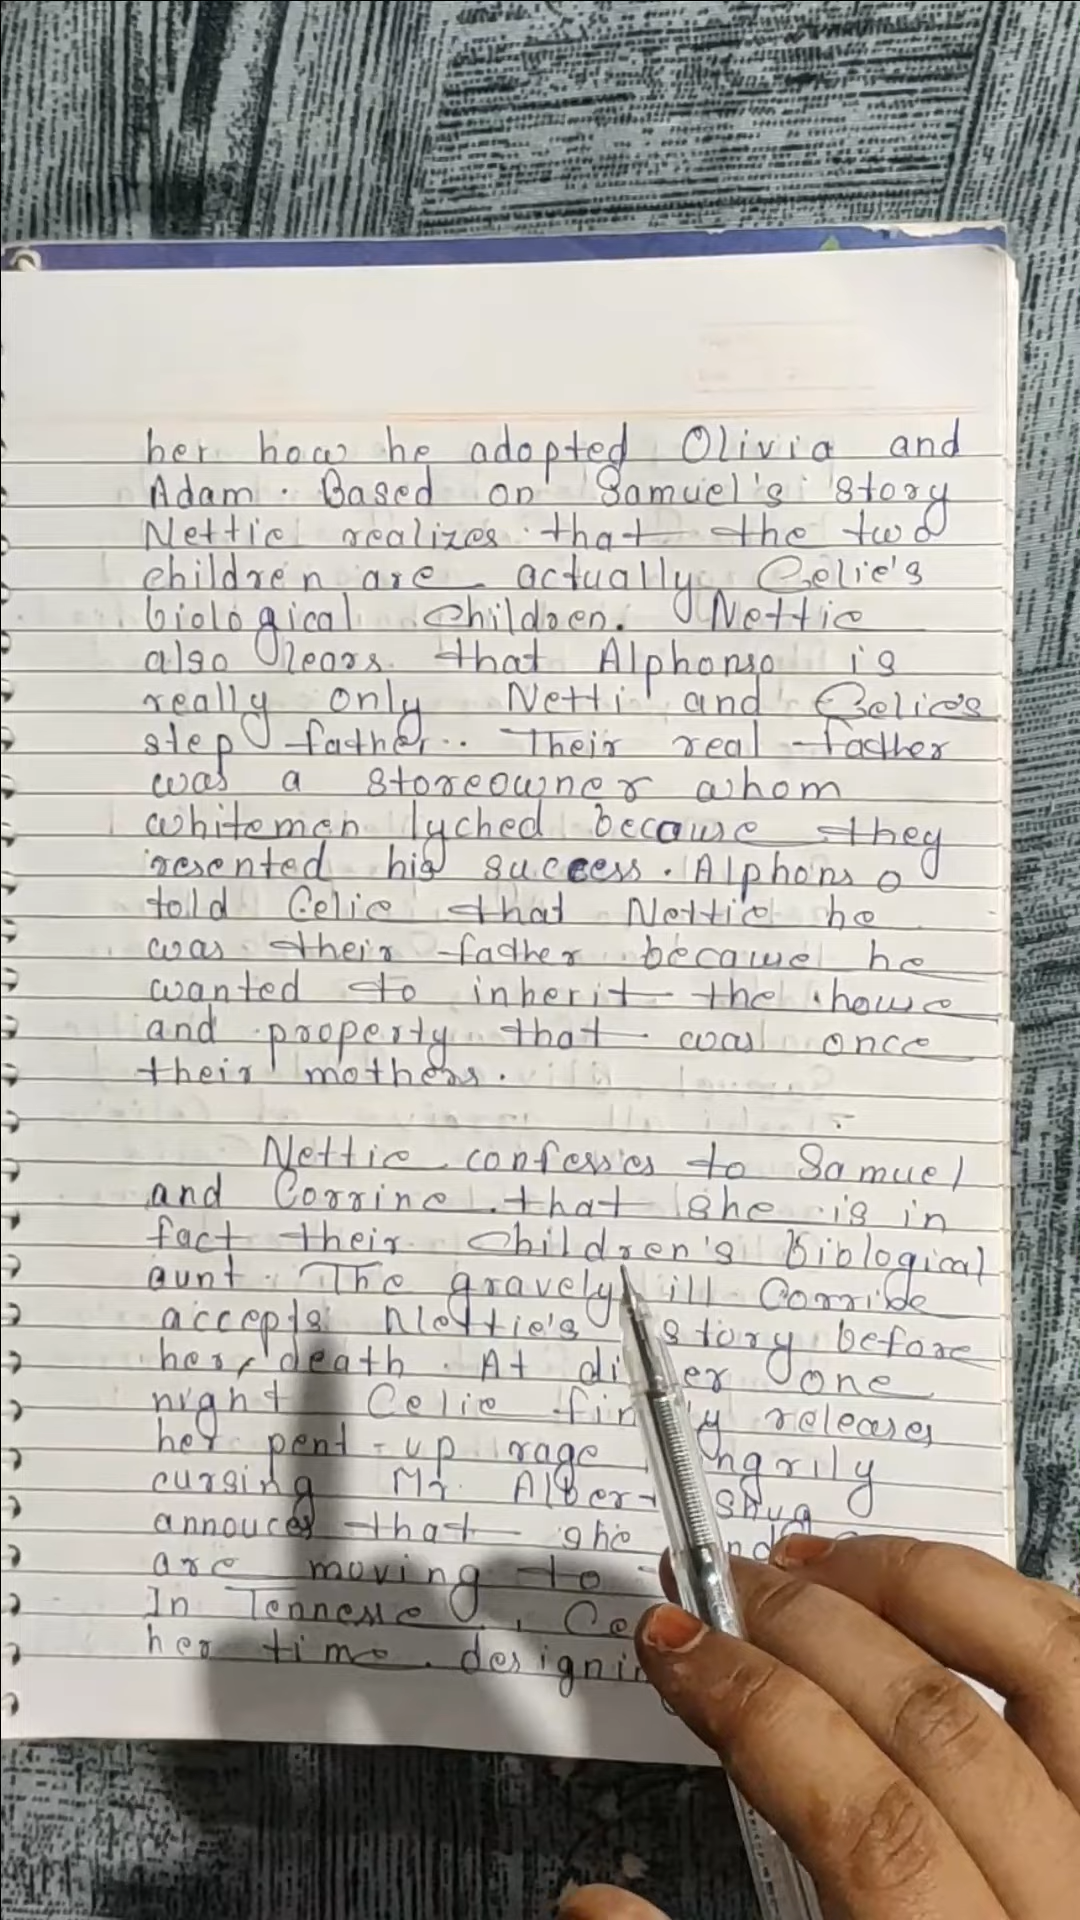 her how he adopted Olivia and
Adam. Based on Samuel's story
Nettie realizes that the two
children are actually Celie's
biological children. Nettie
also lears that Alphonso is
really only Netti and Celie's
step father.. Their real father
was a storeowner whom
whitemen lyched because they
resented his success. Alphonso
told Celie that Nettie he
was their father because he
wanted to inherit the house
and property that was once
their mothers.
Nettie confesses to Samuel
and Corrine that she is in
fact their children's Biological
aunt. The gravely ill Corride
accepts Nettie's story before
her death. At er one
night Celie releases
her pent-up rage
cursing Mr. Albert Shug
annouces that she
are moving to
In Tennesse,
her time